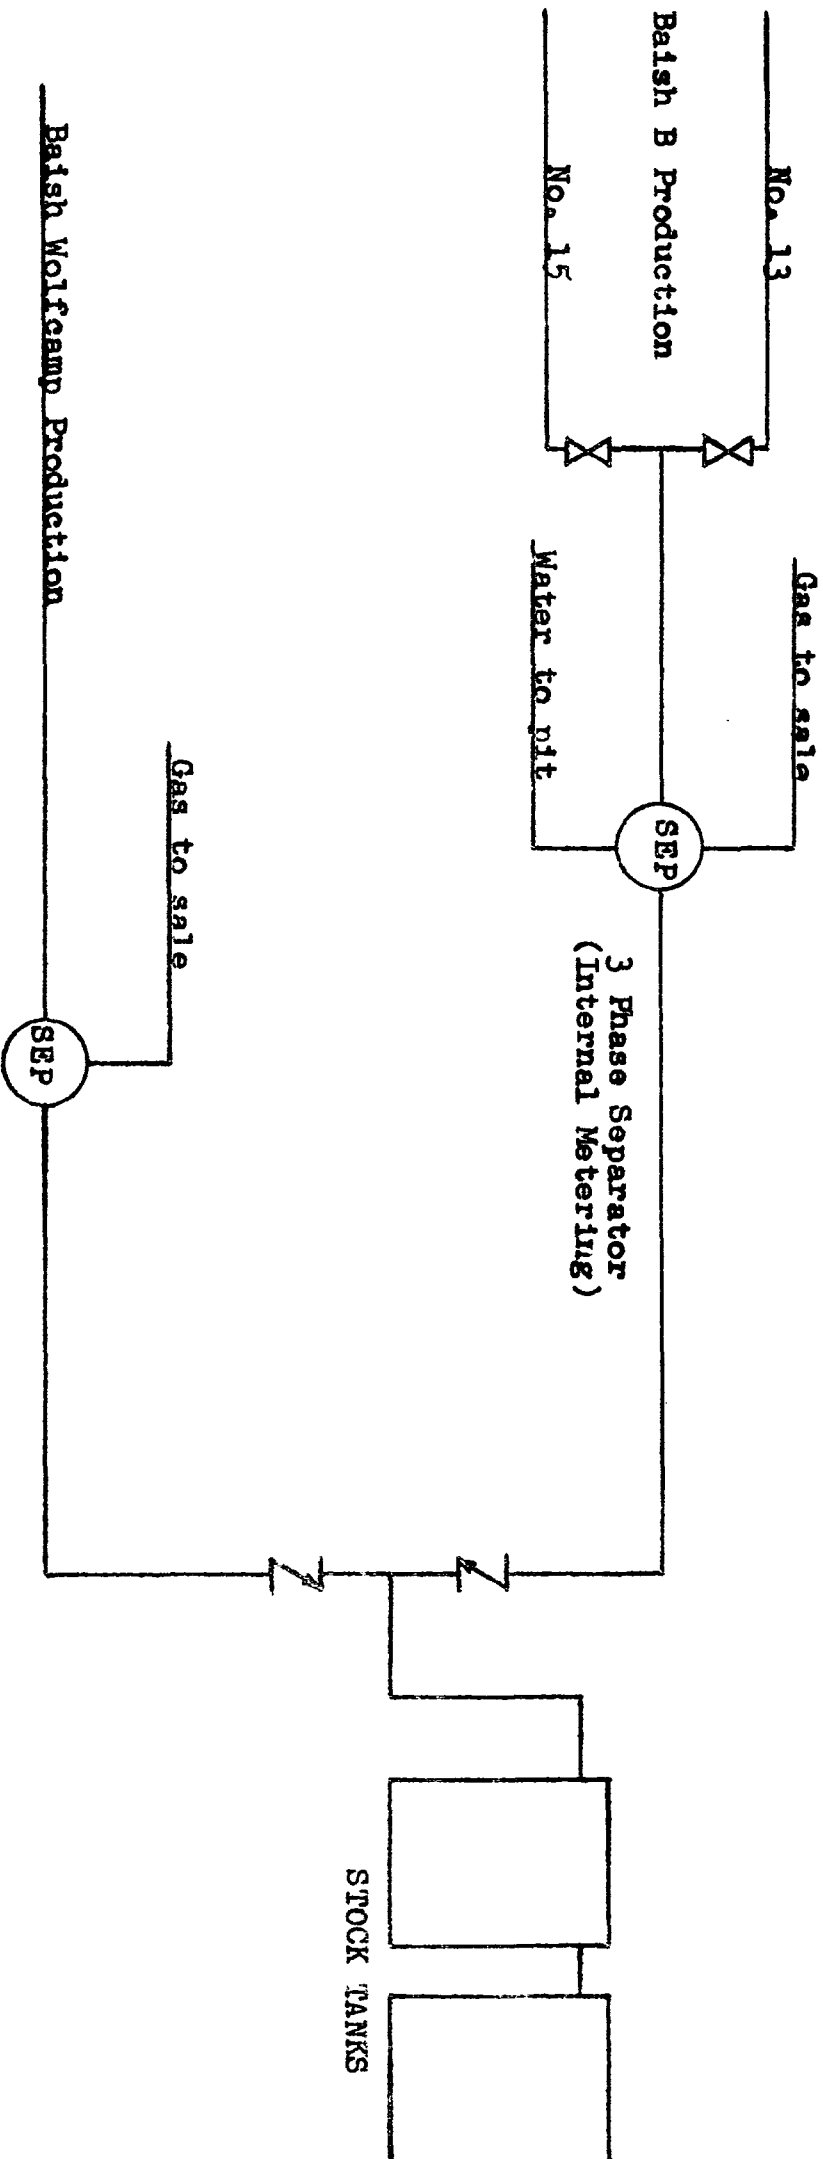 No. 13
Baish B Production
No. 15
Gas to sale
SEP
Water to pit
3 Phase Separator
(Internal Metering)
Gas to sale
Baish Wolfcamp Production
SEP
STOCK TANKS